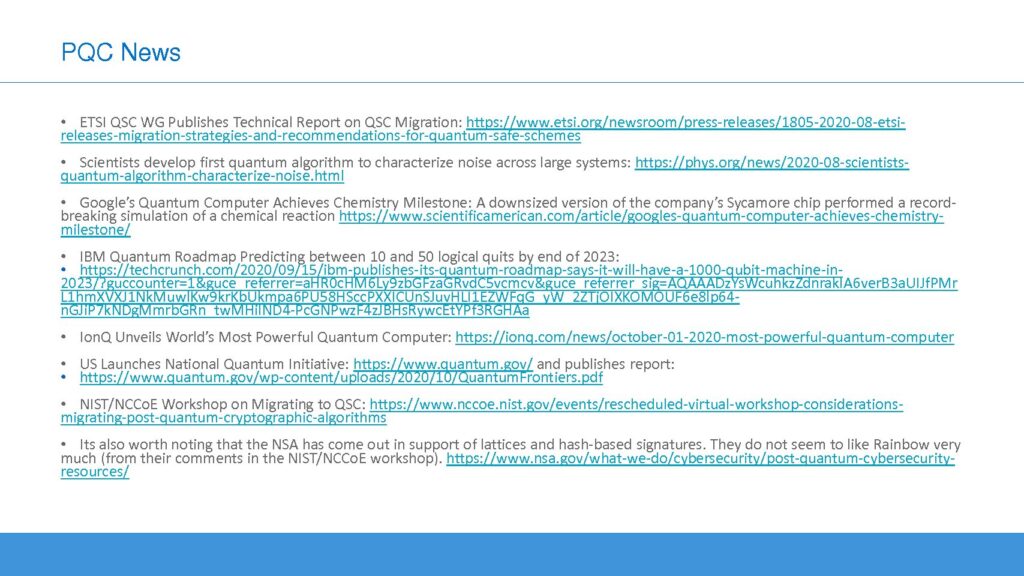 PQC News
• ETSI QSC WG Publishes Technical Report on QSC Migration: https://www.etsi.org/newsroom/press-releases/1805-2020-08-etsi-
releases-migration-strategies-and-recommendations-for-quantum-safe-schemes
• Scientists develop first quantum algorithm to characterize noise across large systems: https://phys.org/news/2020-08-scientists-
quantum-algorithm-characterize-noise.html
• Google’s Quantum Computer Achieves Chemistry Milestone: A downsized version of the company’s Sycamore chip performed a record-
breaking simulation of a chemical reaction https://www.scientificamerican.com/article/googles-quantum-computer-achieves-chemistry-
milestone/
• IBM Quantum Roadmap Predicting between 10 and 50 logical quits by end of 2023:
• https://techcrunch.com/2020/09/15/ibm-publishes-its-quantum-roadmap-says-it-will-have-a-1000-qubit-machine-in-
2023/?guccounter=1&guce_referrer=aHR0cHM6Ly9zbGFzaGRvdC5vcmcv&guce_referrer_sig=AQAAADzYsWcuhkzZdnraklA6verB3aUIJfPMr
• IonQ Unveils World’s Most Powerful Quantum Computer: https://ionq.com/news/october-01-2020-most-powerful-quantum-computer
• US Launches National Quantum Initiative: https://www.quantum.gov/ and publishes report:
• https://www.quantum.gov/wp-content/uploads/2020/10/QuantumFrontiers.pdf
• NIST/NCCoE Workshop on Migrating to QSC: https://www.nccoe.nist.gov/events/rescheduled-virtual-workshop-considerations-
migrating-post-quantum-cryptographic-algorithms
• Its also worth noting that the NSA has come out in support of lattices and hash-based signatures. They do not seem to like Rainbow very
much (from their comments in the NIST/NCCoE workshop). https://www.nsa.gov/what-we-do/cybersecurity/post-quantum-cybersecurity-
resources/